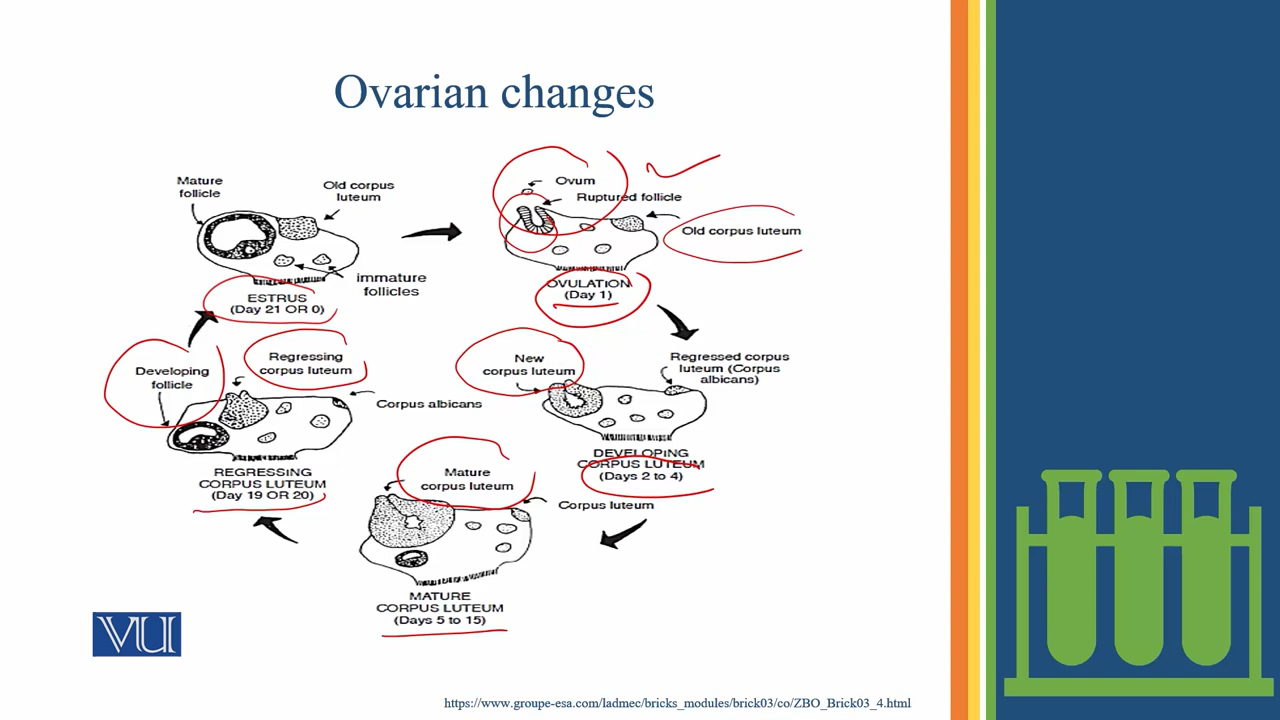 Ovarian changes
Mature
follicle
Old corpus
luteum
immature
follicles
ESTRUS
(Day 21 OR 0)
Ovum
Ruptured follicle
Old corpus luteum
OVULATION
(Day 1)
New
corpus luteum
Regressed corpus
luteum (Corpus
albicans)
DEVELOPING
CORPUS LUTEUM
(Days 2 to 4)
Mature
corpus luteum
Corpus luteum
MATURE
CORPUS LUTEUM
(Days 5 to 15)
Developing
follicle
Regressing
corpus luteum
Corpus albicans
REGRESSING
CORPUS LUTEUM
(Day 19 OR 20)
VU
https://www.groupe-esa.com/ladmec/bricks_modules/brick03/co/ZBO_Brick03_4.html